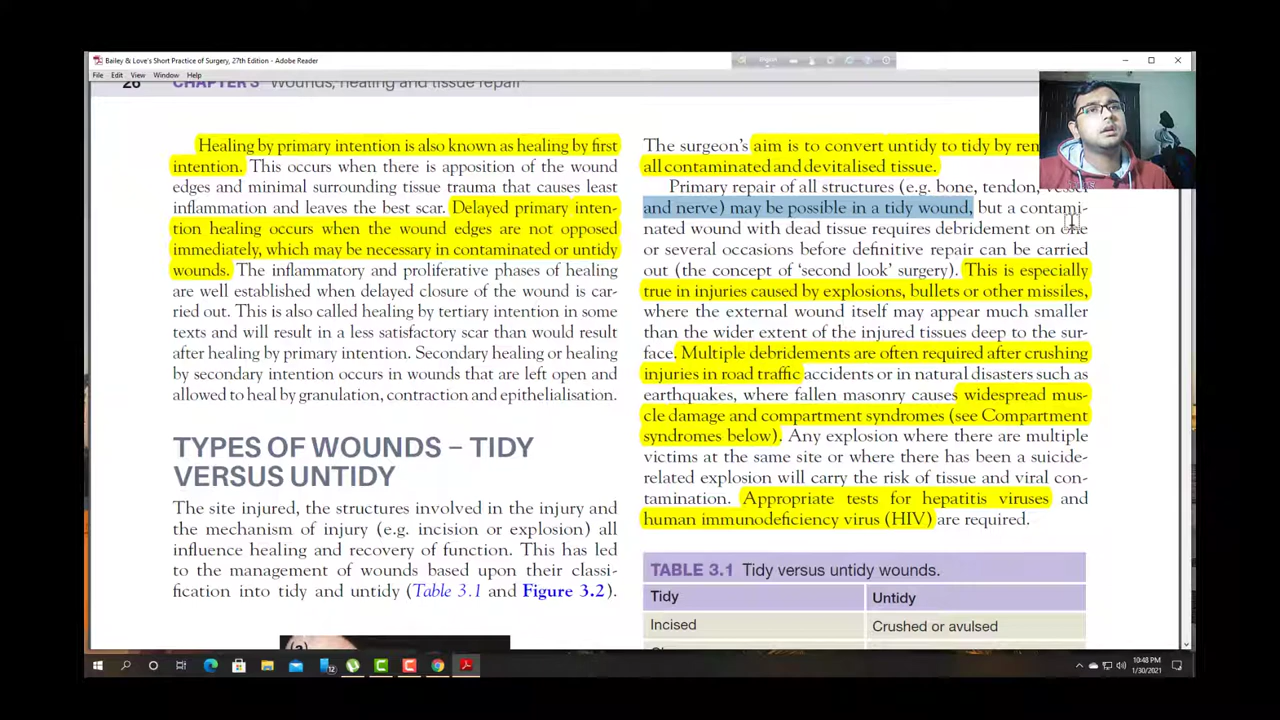 Bailey & Love's Short Practice of Surgery, 27th Edition - Adobe Reader
File Edit View Window Help
26 CHAPTER 3 Wounds, healing and tissue repair
Healing by primary intention is also known as healing by first
intention. This occurs when there is apposition of the wound
edges and minimal surrounding tissue trauma that causes least
inflammation and leaves the best scar. Delayed primary inten-
tion healing occurs when the wound edges are not opposed
immediately, which may be necessary in contaminated or untidy
wounds. The inflammatory and proliferative phases of healing
are well established when delayed closure of the wound is car-
ried out. This is also called healing by tertiary intention in some
texts and will result in a less satisfactory scar than would result
after healing by primary intention. Secondary healing or healing
by secondary intention occurs in wounds that are left open and
allowed to heal by granulation, contraction and epithelialisation.
TYPES OF WOUNDS – TIDY
VERSUS UNTIDY
The site injured, the structures involved in the injury and
the mechanism of injury (e.g. incision or explosion) all
influence healing and recovery of function. This has led
to the management of wounds based upon their classi-
fication into tidy and untidy (Table 3.1 and Figure 3.2).
(a)
The surgeon's aim is to convert untidy to tidy by
all contaminated and devitalised tissue.
Primary repair of all structures (e.g. bone, tendon, vessel
and nerve) may be possible in a tidy wound, but a contami-
nated wound with dead tissue requires debridement on one
or several occasions before definitive repair can be carried
out (the concept of 'second look' surgery). This is especially
true in injuries caused by explosions, bullets or other missiles,
where the external wound itself may appear much smaller
than the wider extent of the injured tissues deep to the sur-
face. Multiple debridements are often required after crushing
injuries in road traffic accidents or in natural disasters such as
earthquakes, where fallen masonry causes widespread mus-
cle damage and compartment syndromes (see Compartment
syndromes below). Any explosion where there are multiple
victims at the same site or where there has been a suicide-
related explosion will carry the risk of tissue and viral con-
tamination. Appropriate tests for hepatitis viruses and
human immunodeficiency virus (HIV) are required.
TABLE 3.1 Tidy versus untidy wounds.
Tidy Untidy
Incised Crushed or avulsed
10:48 PM
1/30/2021